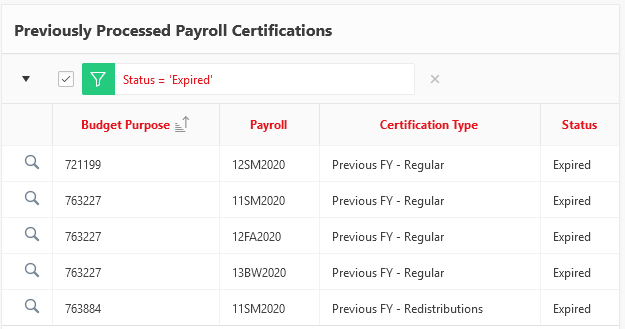 Previously Processed Payroll Certifications
Status = 'Expired'
Budget Purpose Payroll Certification Type Status
721199 12SM2020 Previous FY - Regular Expired
763227 11SM2020 Previous FY - Regular Expired
763227 12FA2020 Previous FY - Regular Expired
763227 13BW2020 Previous FY - Regular Expired
763884 11SM2020 Previous FY - Redistributions Expired